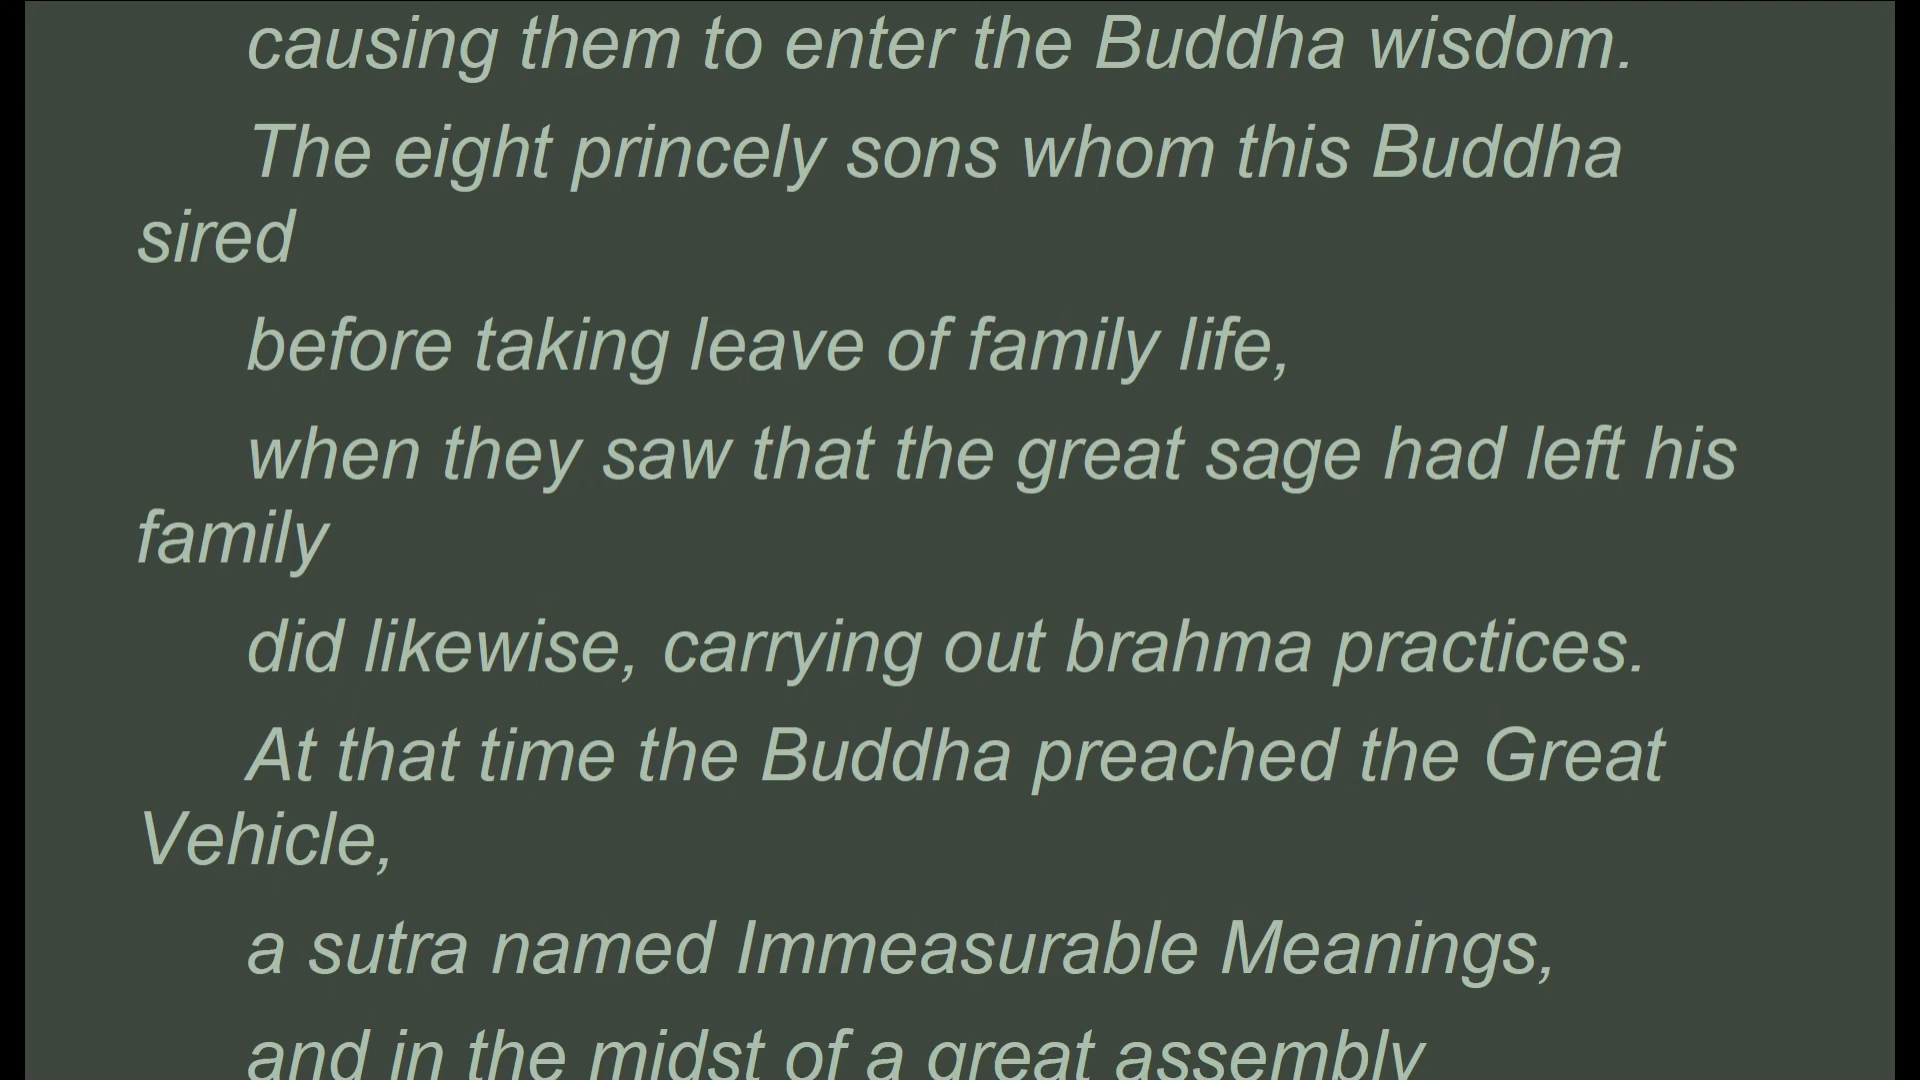 causing them to enter the Buddha wisdom.
The eight princely sons whom this Buddha
sired
before taking leave of family life,
when they saw that the great sage had left his
family
did likewise, carrying out brahma practices.
At that time the Buddha preached the Great
Vehicle,
a sutra named Immeasurable Meanings,
and in the midst of a great assembly